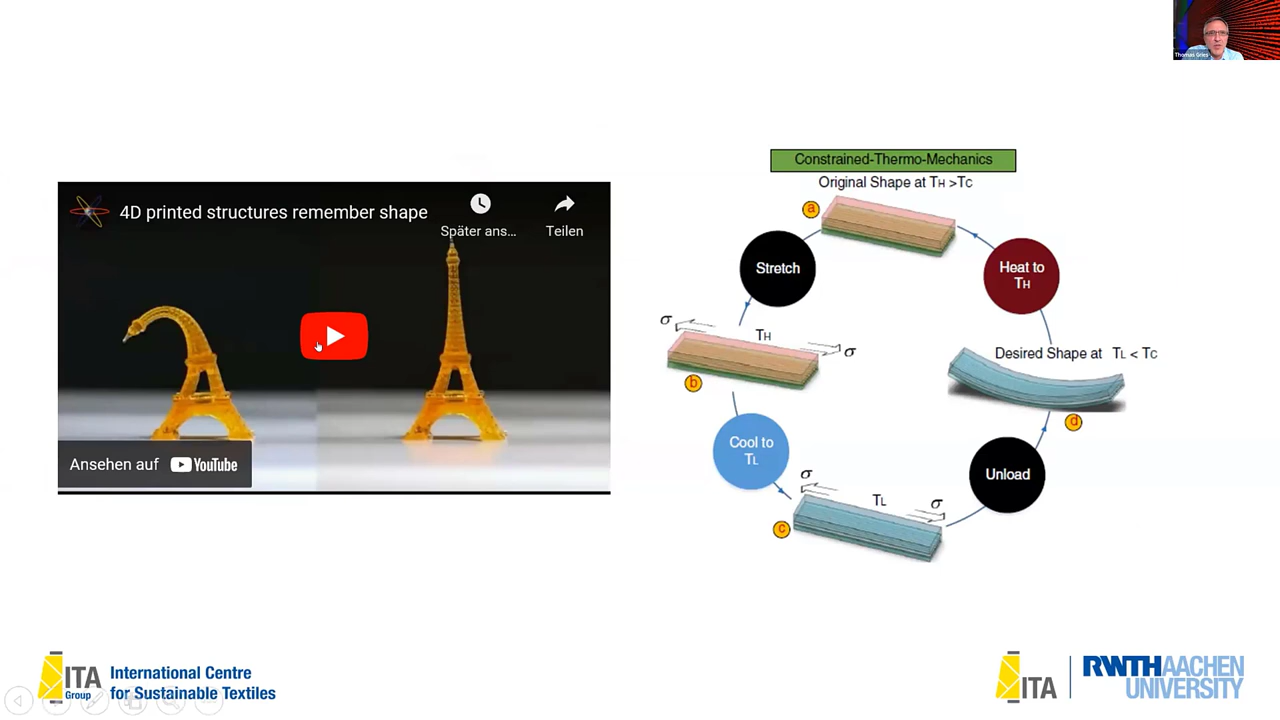 Thomas Gries
4D printed structures remember shape
Später ans...
Teilen
Ansehen auf YouTube
Constrained-Thermo-Mechanics
Original Shape at TH >TC
a
Stretch
Heat to
TH
σ
TH
σ
b
Desired Shape at TL < TC
d
Cool to
TL
Unload
σ
TL
σ
c
ITA
Group
International Centre
for Sustainable Textiles
ITA
RWTHAACHEN
UNIVERSITY